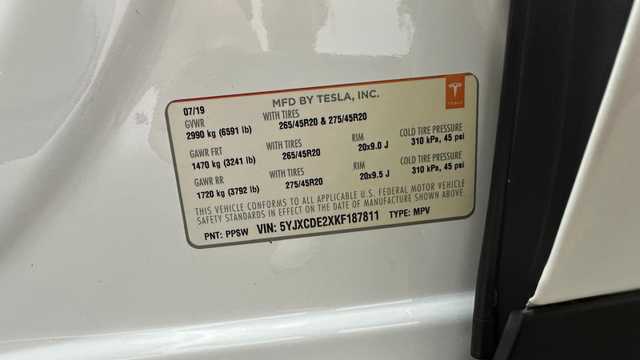 MFD BY TESLA, INC.
TESLA
07/19
GVWR WITH TIRES
2990 kg (6591 lb) 265/45R20 & 275/45R20
GAWR FRT WITH TIRES RIM COLD TIRE PRESSURE
1470 kg (3241 lb) 265/45R20 20x9.0 J 310 kPa, 45 psi
GAWR RR WITH TIRES RIM COLD TIRE PRESSURE
1720 kg (3792 lb) 275/45R20 20x9.5 J 310 kPa, 45 psi
THIS VEHICLE CONFORMS TO ALL APPLICABLE U.S. FEDERAL MOTOR VEHICLE
SAFETY STANDARDS IN EFFECT ON THE DATE OF MANUFACTURE SHOWN ABOVE.
PNT: PPSW VIN: 5YJXCDE2XKF187811 TYPE: MPV